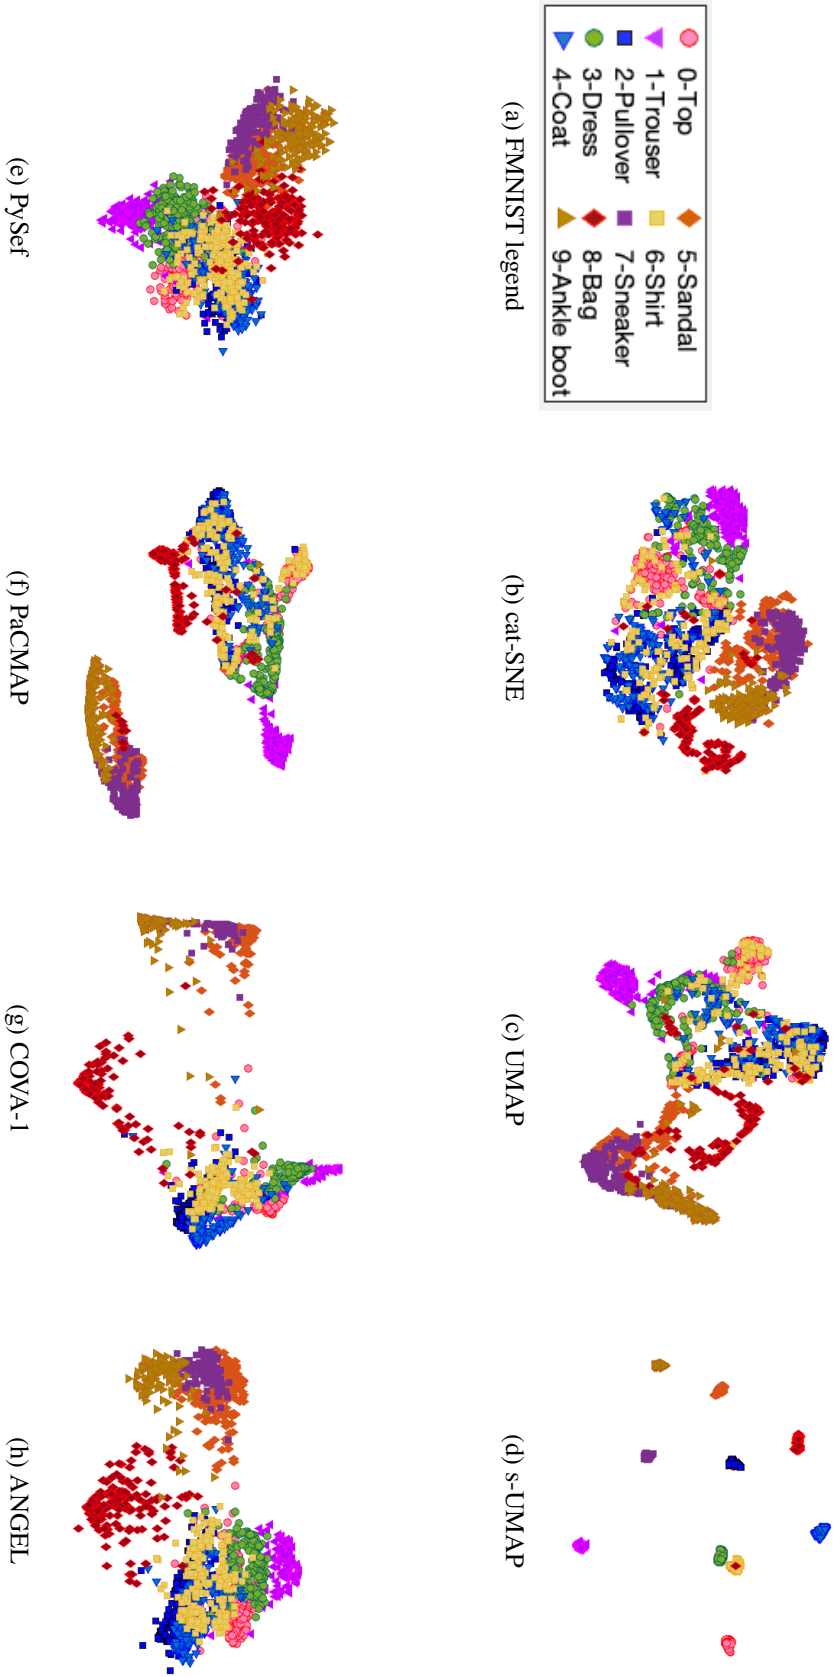 0-Top
1-Trouser
2-Pullover
3-Dress
4-Coat
5-Sandal
6-Shirt
7-Sneaker
8-Bag
9-Ankle boot
(a) FMNIST legend
(b) cat-SNE
(c) UMAP
(d) s-UMAP
(e) PySef
(f) PaCMAP
(g) COVA-1
(h) ANGEL